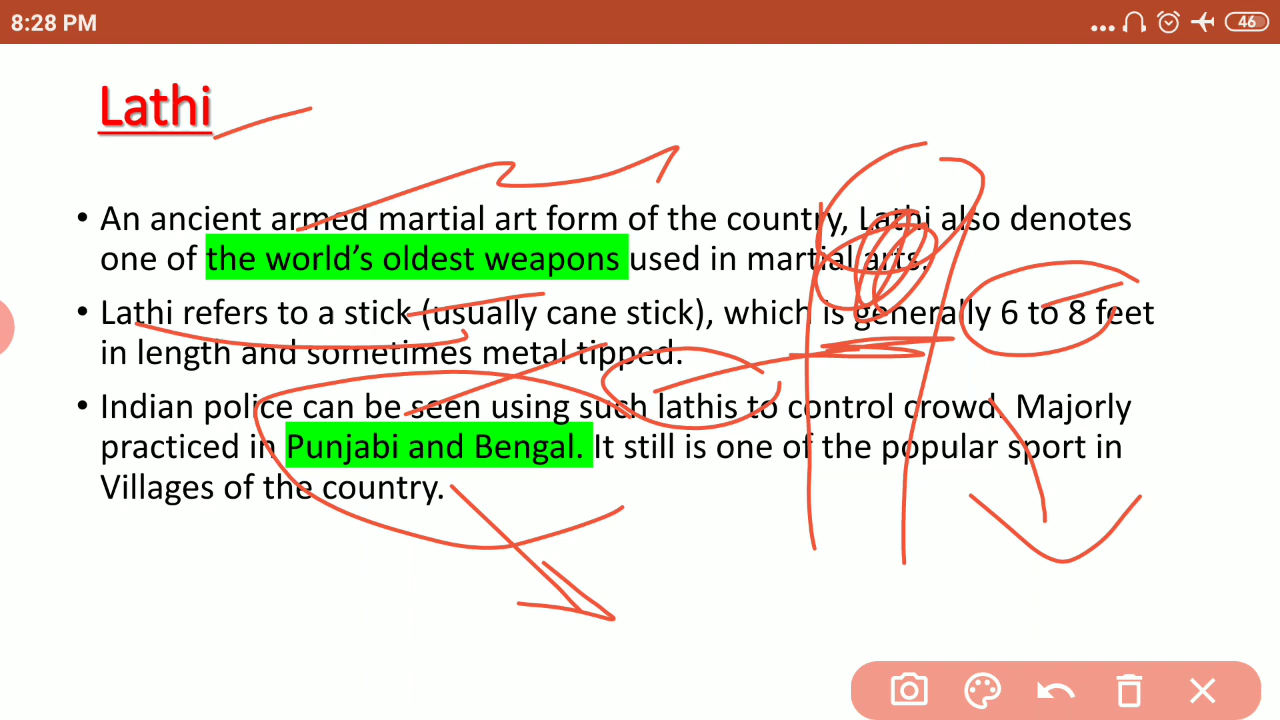 8:28 PM
46
Lathi
• An ancient armed martial art form of the country, Lathi also denotes
one of the world’s oldest weapons used in martial arts.
• Lathi refers to a stick (usually cane stick), which is generally 6 to 8 feet
in length and sometimes metal tipped.
• Indian police can be seen using such lathis to control crowd. Majorly
practiced in Punjabi and Bengal. It still is one of the popular sport in
Villages of the country.